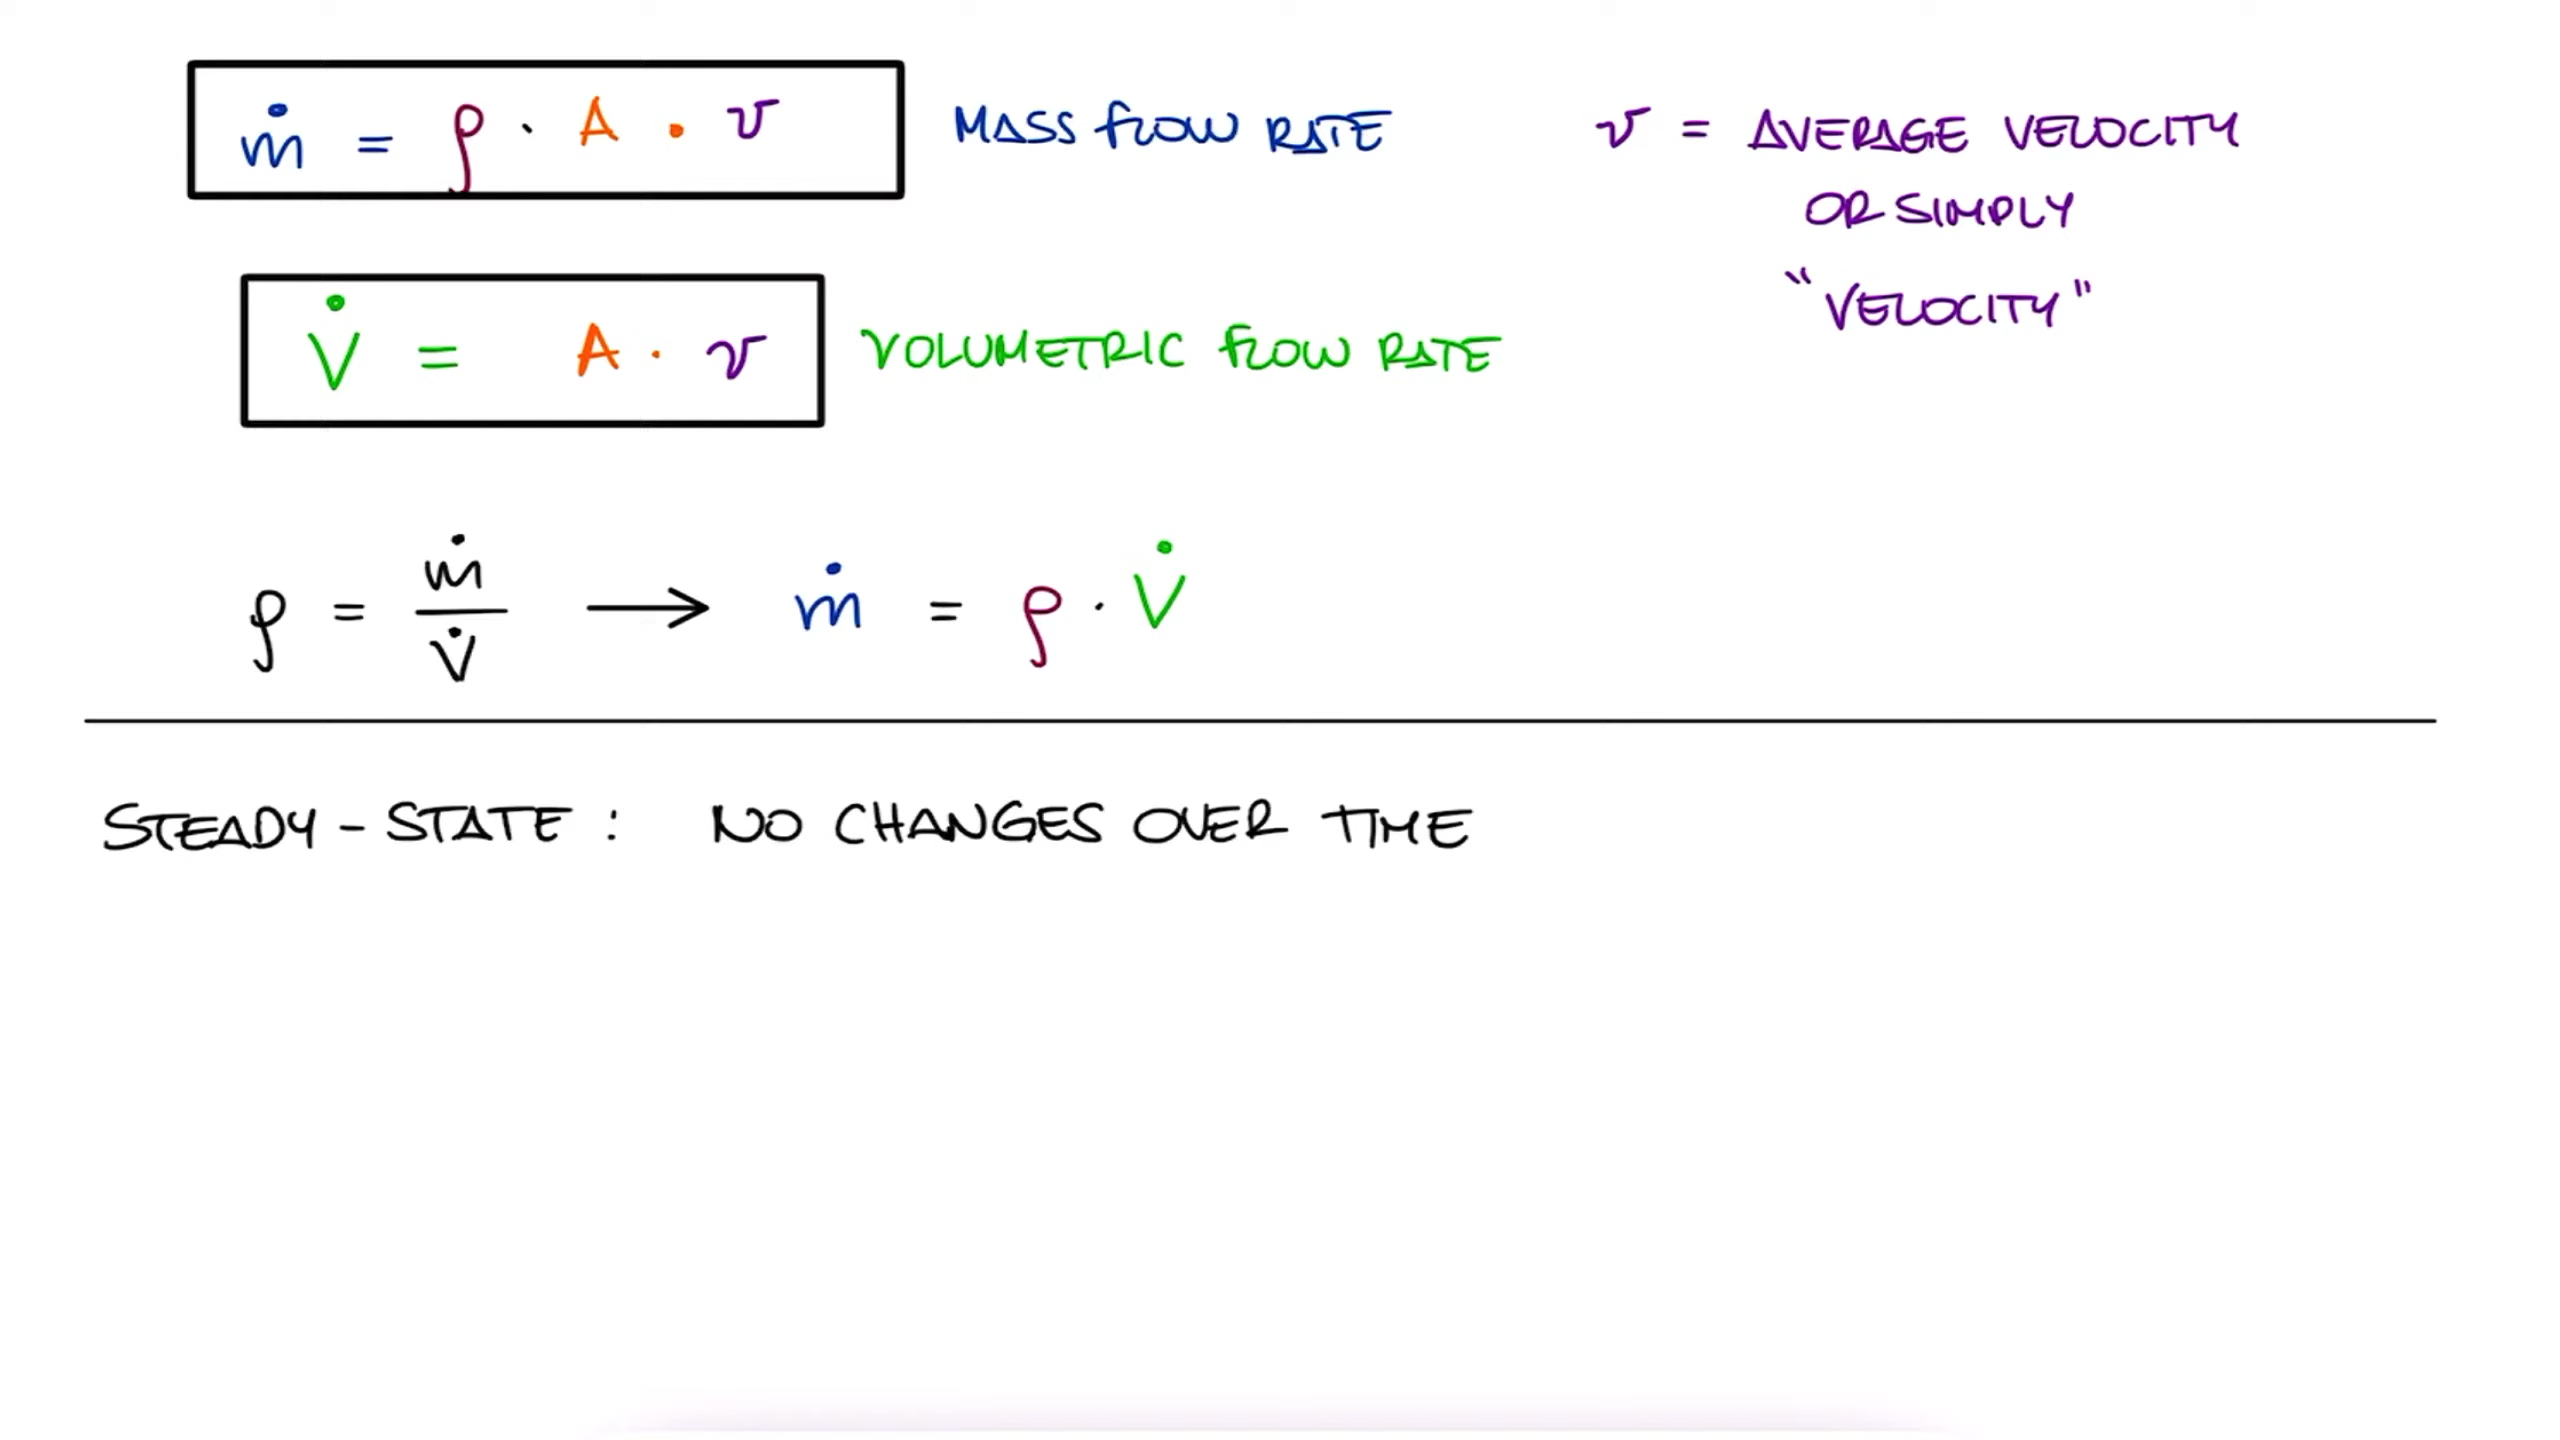 ṁ = ρ · A · v MASS FLOW RATE v = AVERAGE VELOCITY
OR SIMPLY
"VELOCITY"
V̇ = A · v VOLUMETRIC FLOW RATE
ρ = ṁ / V̇ → ṁ = ρ · V̇
STEADY-STATE: NO CHANGES OVER TIME